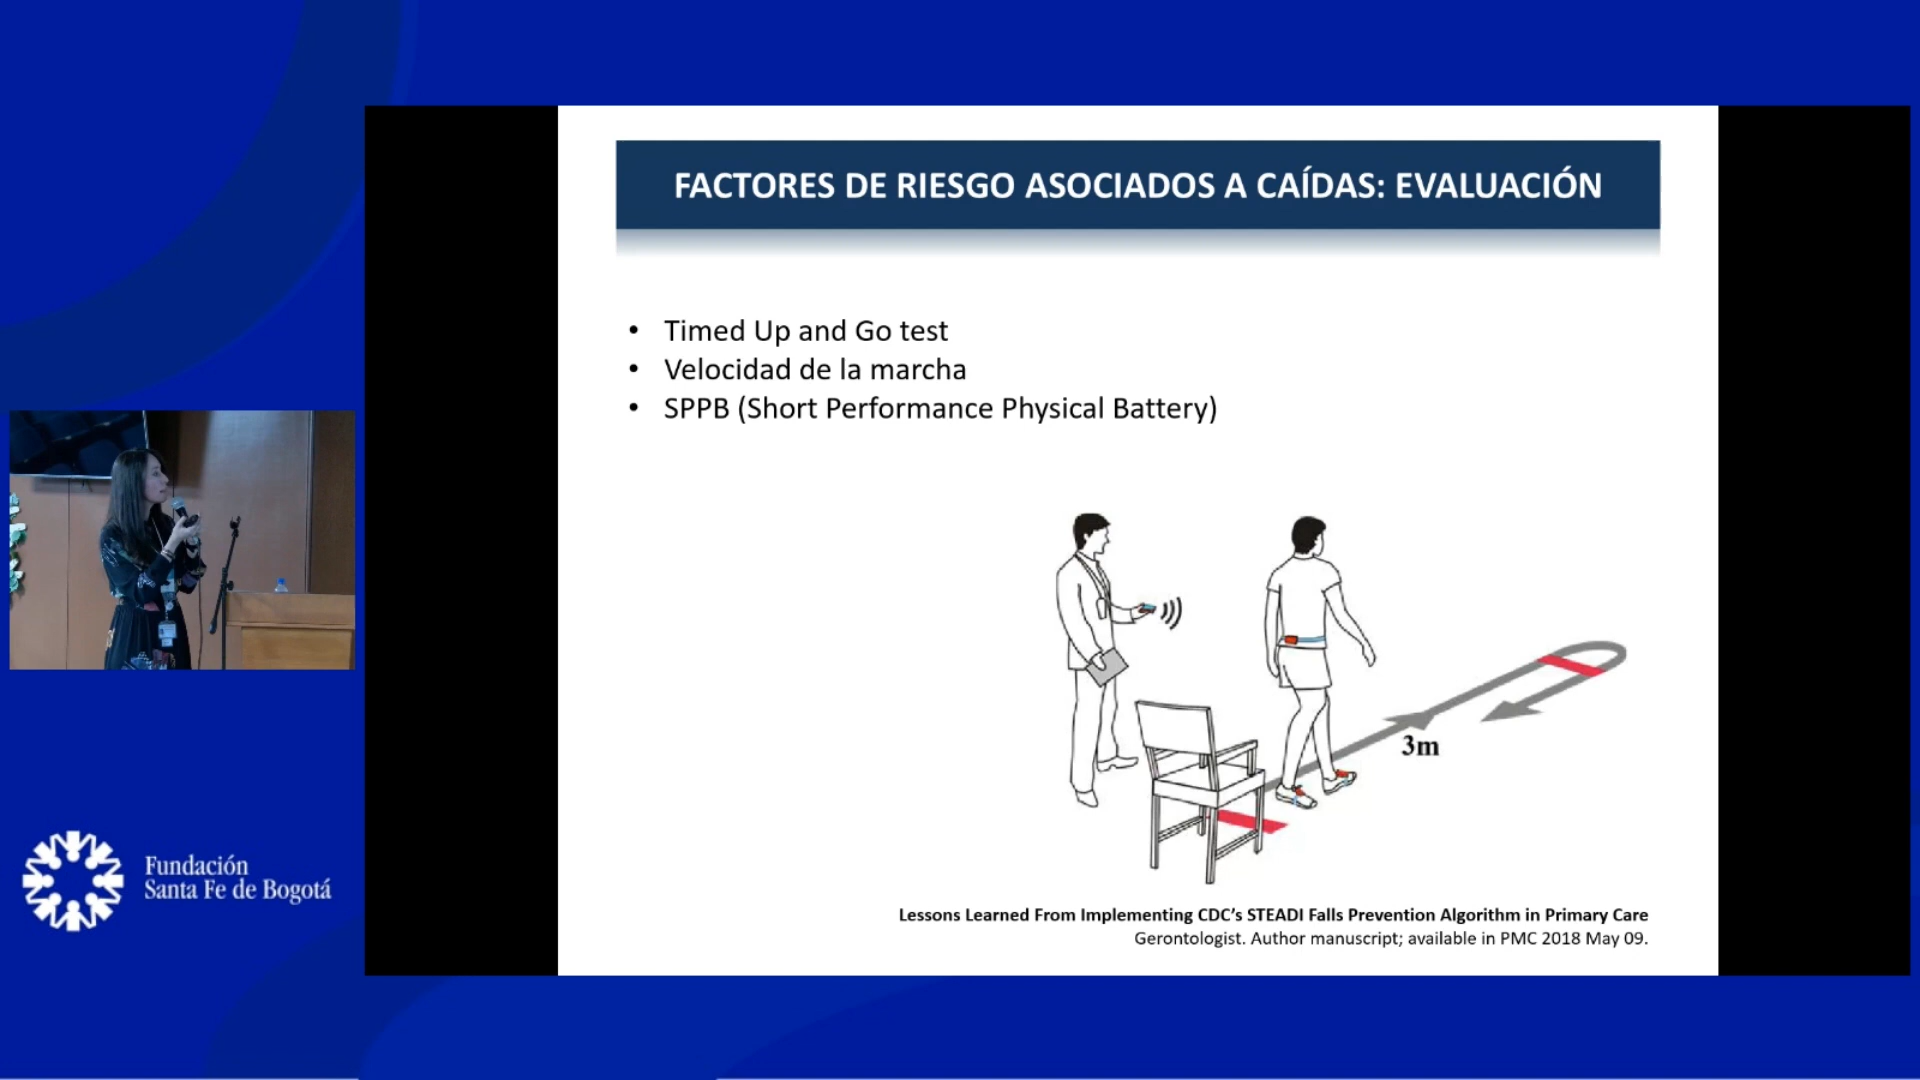 FACTORES DE RIESGO ASOCIADOS A CAÍDAS: EVALUACIÓN
• Timed Up and Go test
• Velocidad de la marcha
• SPPB (Short Performance Physical Battery)
3m
Lessons Learned From Implementing CDC's STEADI Falls Prevention Algorithm in Primary Care
Gerontologist. Author manuscript; available in PMC 2018 May 09.
Fundación
Santa Fe de Bogotá